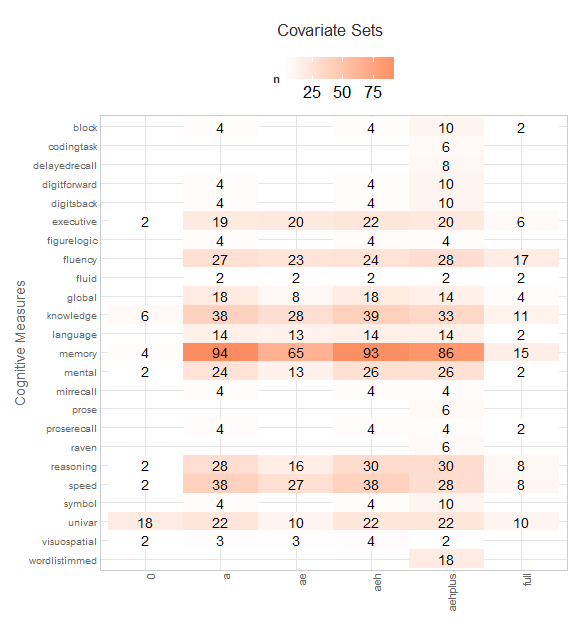 Covariate Sets
n
25 50 75
Cognitive Measures
block 4 4 10 2
codingtask 6
delayedrecall 8
digitforward 4 4 10
digitsback 4 4 10
executive 2 19 20 22 20 6
figurelogic 4 4 4
fluency 27 23 24 28 17
fluid 2 2 2 2 2
global 18 8 18 14 4
knowledge 6 38 28 39 33 11
language 14 13 14 14 2
memory 4 94 65 93 86 15
mental 2 24 13 26 26 2
mirrecall 4 4 4
prose 6
proserecall 4 4 4 2
raven 6
reasoning 2 28 16 30 30 8
speed 2 38 27 38 28 8
symbol 4 4 10
univar 18 22 10 22 22 10
visuospatial 2 3 3 4 2
wordlistimmed 18
0 a ae aeh aehplus full